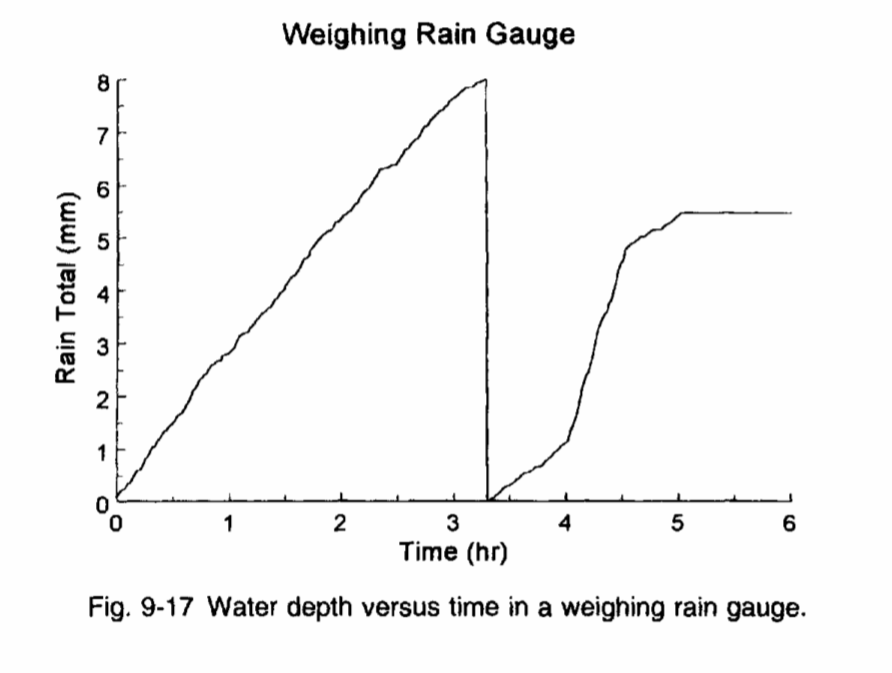 Weighing Rain Gauge
8
7
6
5
4
3
2
1
0
Rain Total (mm)
0 1 2 3 4 5 6
Time (hr)
Fig. 9-17 Water depth versus time in a weighing rain gauge.